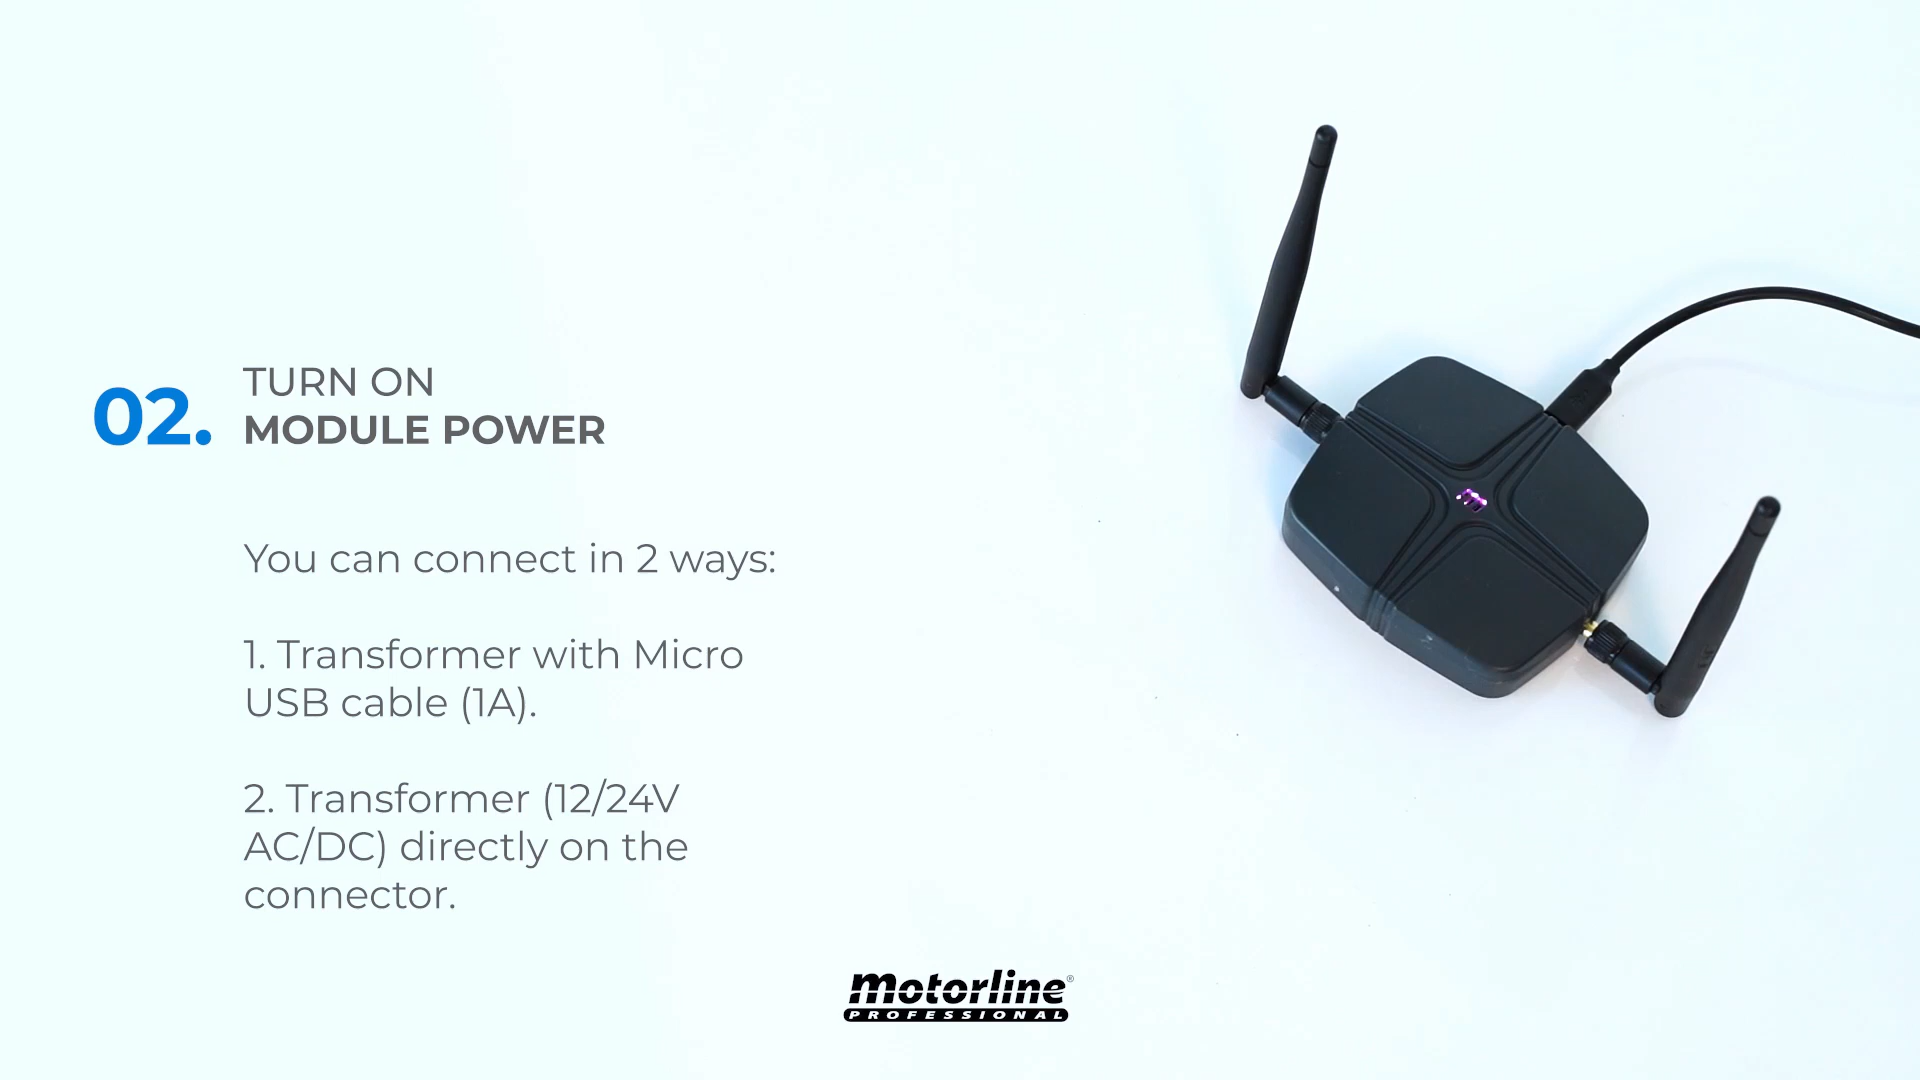 02.
TURN ON
MODULE POWER
You can connect in 2 ways:
1. Transformer with Micro
USB cable (1A).
2. Transformer (12/24V
AC/DC) directly on the
connector.
motorline®
PROFESSIONAL